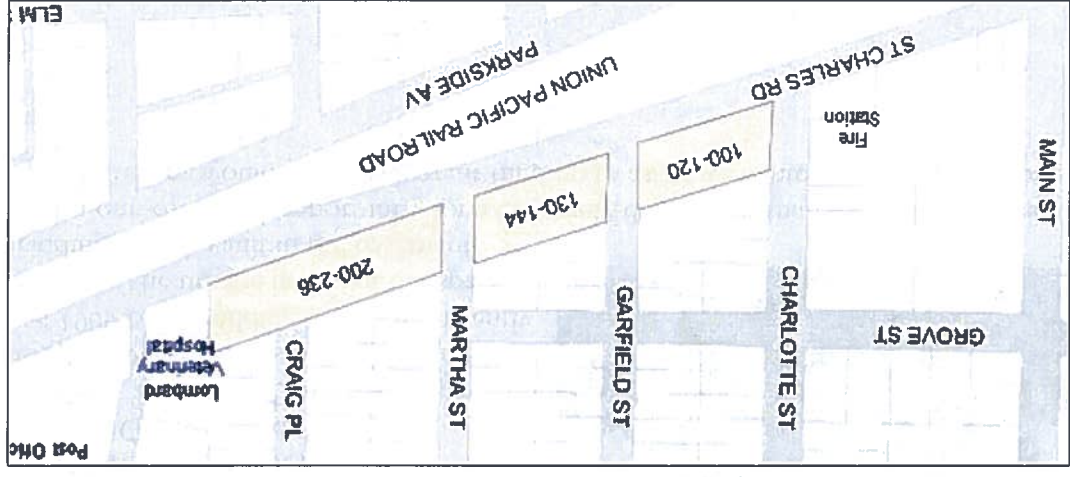 Post Offic
GROVE ST
CHARLOTTE ST
GARFIELD ST
MARTHA ST
CRAIG PL
Lombard
Veterinary
Hospital
MAIN ST
Fire
Station
100-120
130-144
200-236
ST CHARLES RD
UNION PACIFIC RAILROAD
PARKSIDE AV
ELM